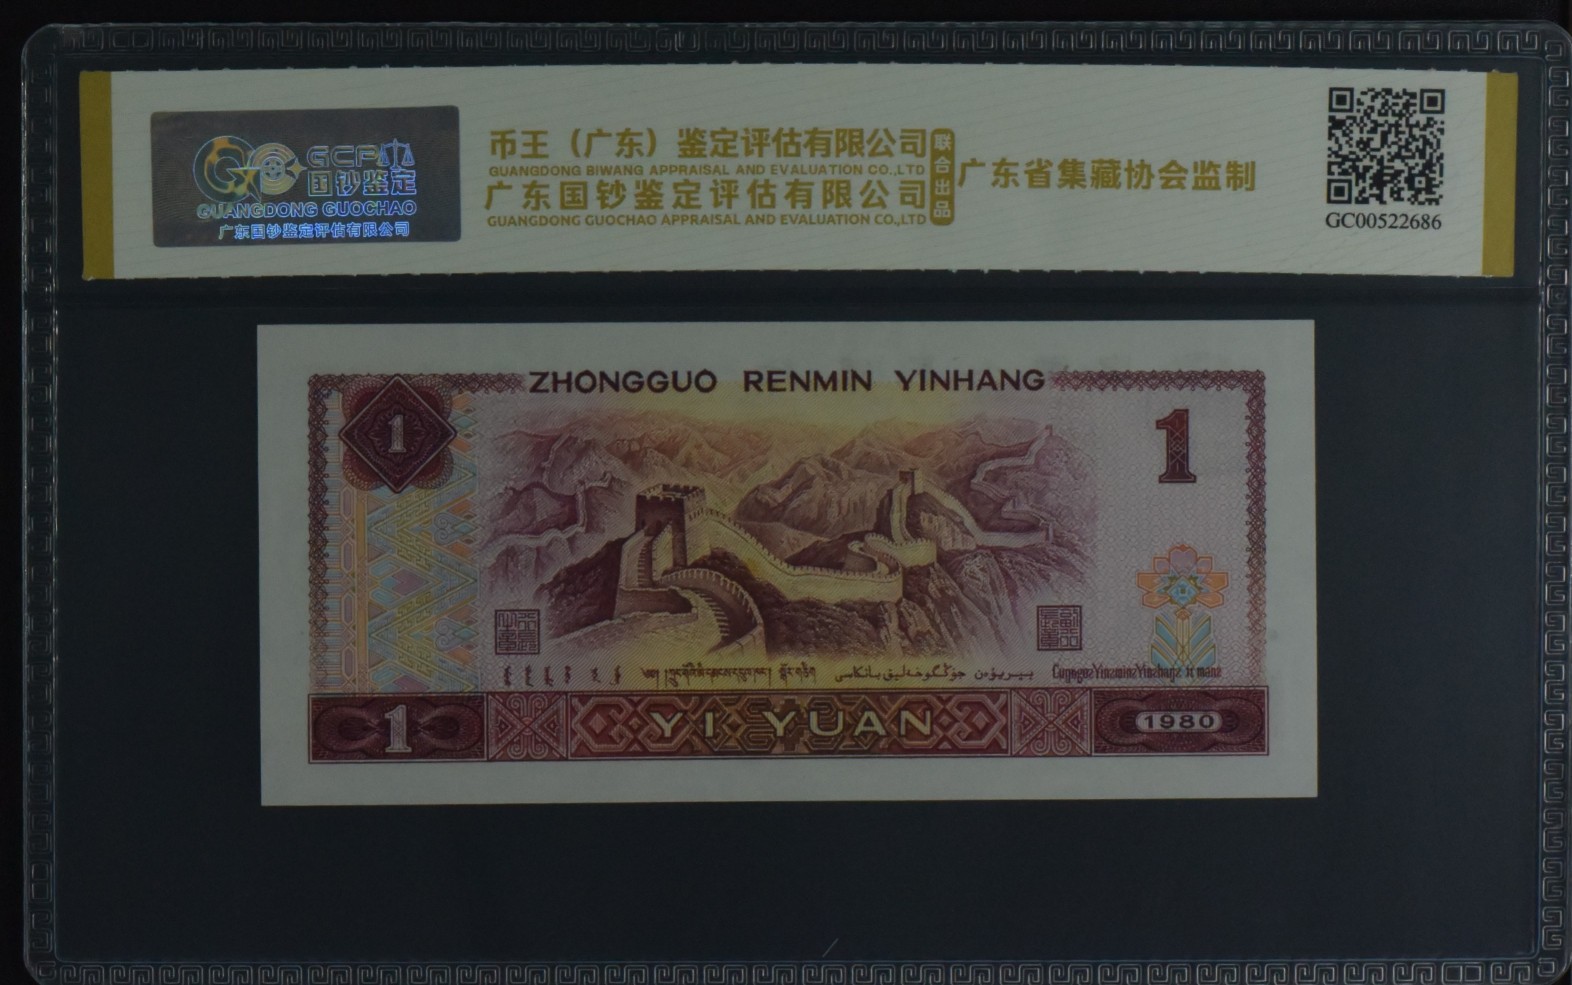 GCP
国钞鉴定
GUANGDONG GUOCHAO
广东国钞鉴定评估有限公司
币王（广东）鉴定评估有限公司
GUANGDONG BIWANG APPRAISAL AND EVALUATION CO.,LTD
广东国钞鉴定评估有限公司
GUANGDONG GUOCHAO APPRAISAL AND EVALUATION CO.,LTD
联合出品
广东省集藏协会监制
GC00522686
ZHONGGUO RENMIN YINHANG
1
1
1
YI YUAN
1980